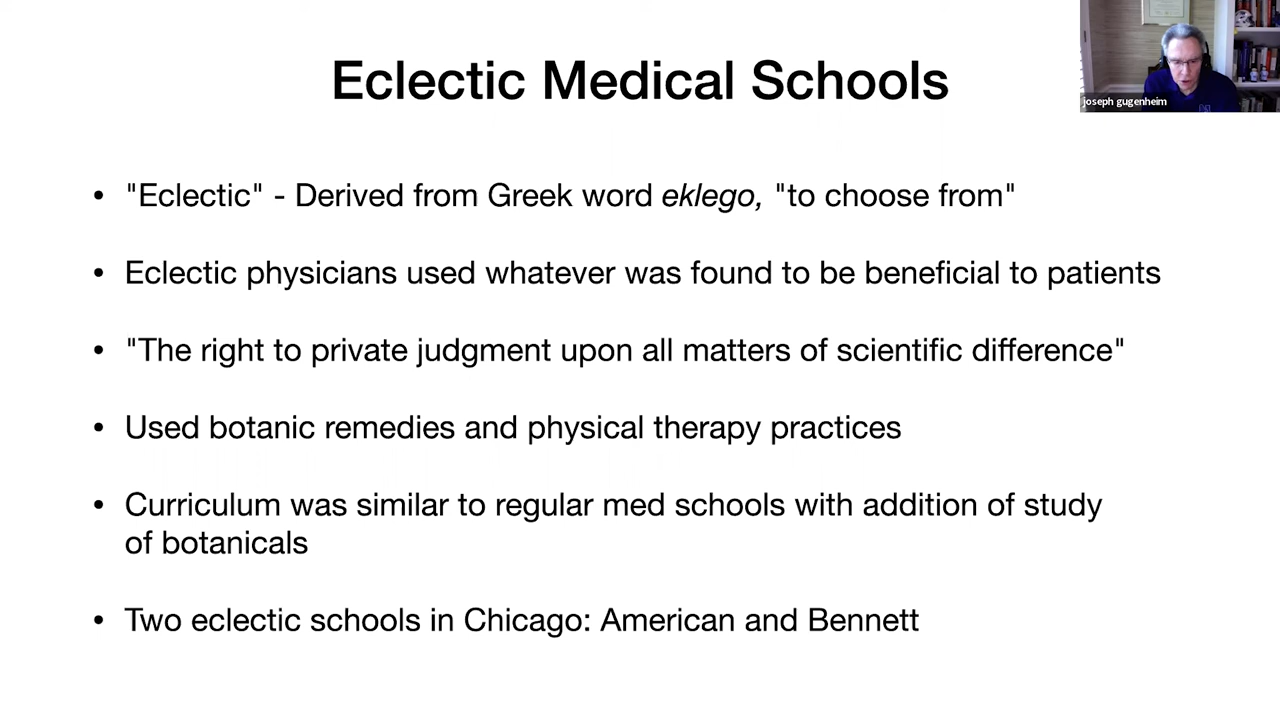 Eclectic Medical Schools
joseph gugenheim
• "Eclectic" - Derived from Greek word eklego, "to choose from"
• Eclectic physicians used whatever was found to be beneficial to patients
• "The right to private judgment upon all matters of scientific difference"
• Used botanic remedies and physical therapy practices
• Curriculum was similar to regular med schools with addition of study
of botanicals
• Two eclectic schools in Chicago: American and Bennett